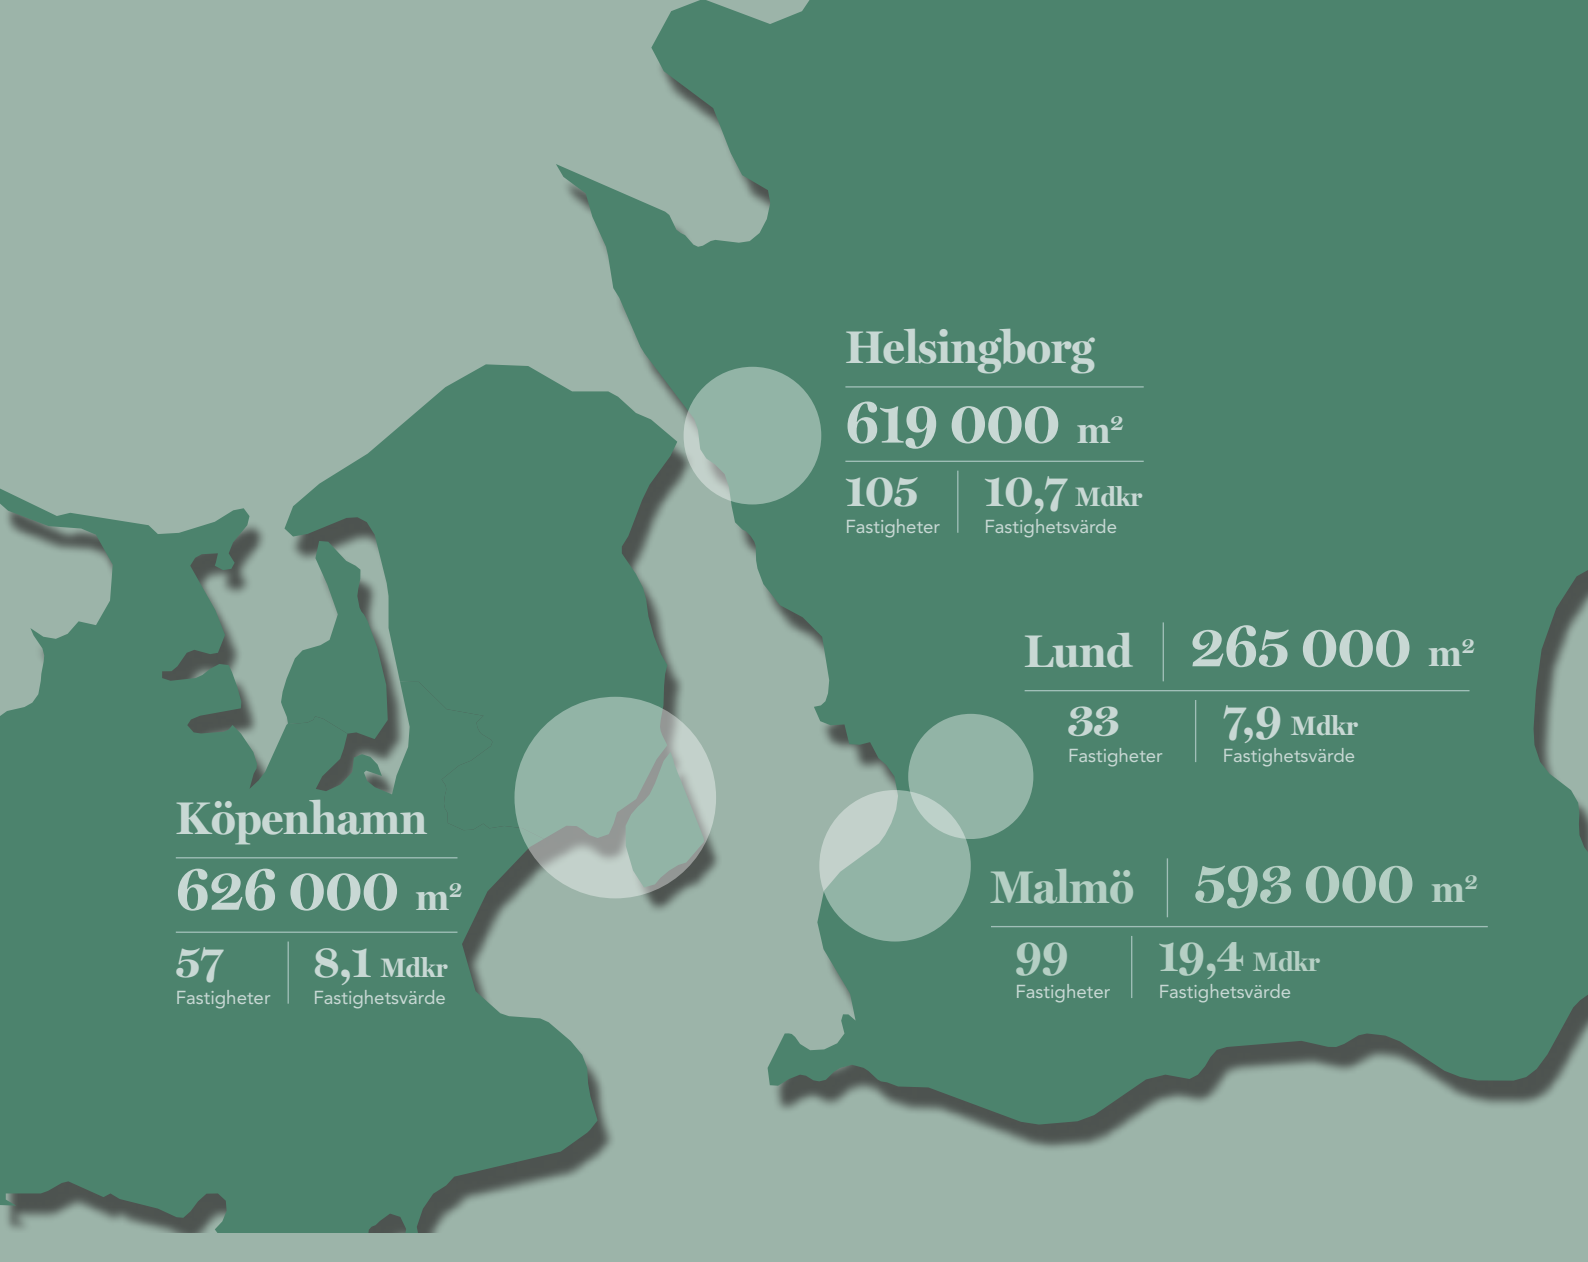 Helsingborg
619 000 m²
105 10,7 Mdkr
Fastigheter Fastighetsvärde
Lund 265 000 m²
33 7,9 Mdkr
Fastigheter Fastighetsvärde
Köpenhamn
626 000 m²
57 8,1 Mdkr
Fastigheter Fastighetsvärde
Malmö 593 000 m²
99 19,4 Mdkr
Fastigheter Fastighetsvärde